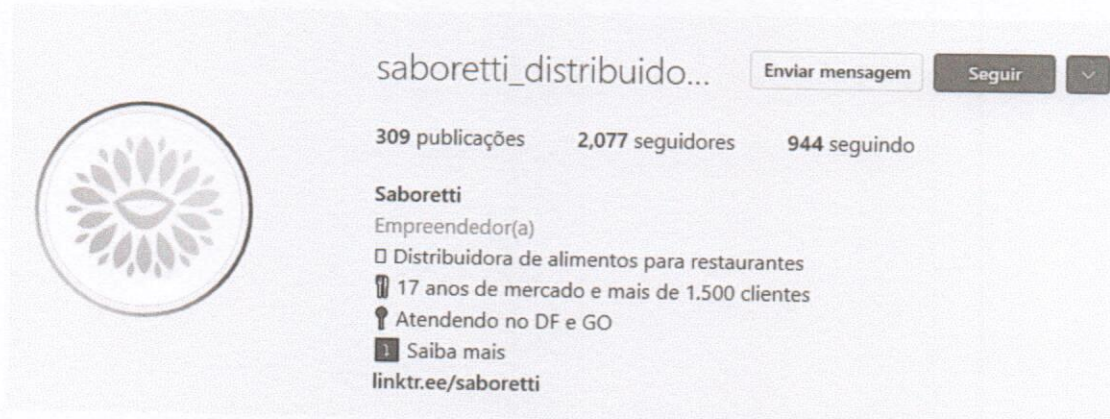 saboretti_distribuido... Enviar mensagem Seguir
309 publicações 2,077 seguidores 944 seguindo
Saboretti
Empreendedor(a)
Distribuidora de alimentos para restaurantes
17 anos de mercado e mais de 1.500 clientes
Atendendo no DF e GO
Saiba mais
linktr.ee/saboretti